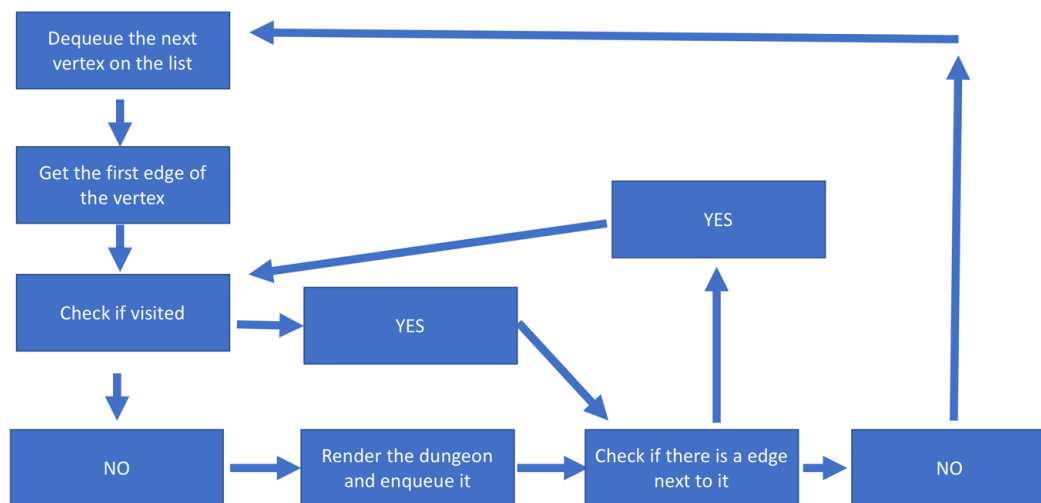 Dequeue the next
vertex on the list
Get the first edge of
the vertex
YES
Check if visited
YES
NO
Render the dungeon
and enqueue it
Check if there is a edge
next to it
NO